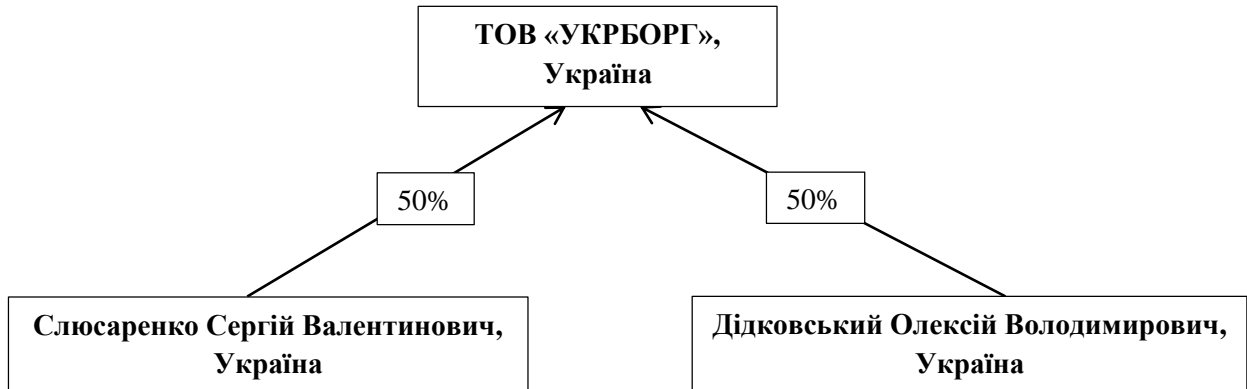 ТОВ «УКРБОРГ»,
Україна
50%
50%
Слюсаренко Сергій Валентинович,
Україна
Дідковський Олексій Володимирович,
Україна